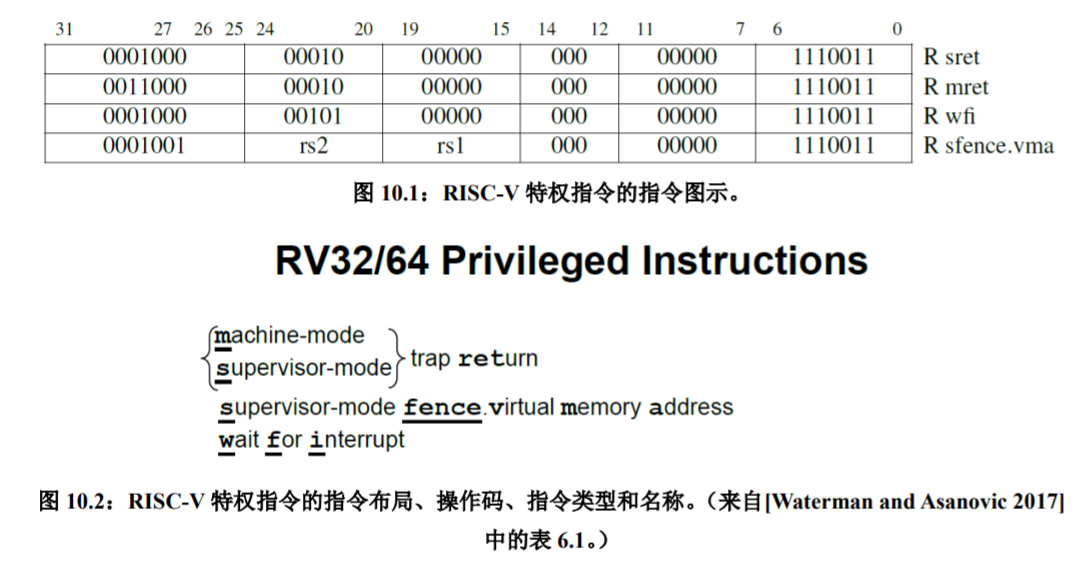 31 27 26 25 24 20 19 15 14 12 11 7 6 0
0001000 00010 00000 000 00000 1110011 R sret
0011000 00010 00000 000 00000 1110011 R mret
0001000 00101 00000 000 00000 1110011 R wfi
0001001 rs2 rs1 000 00000 1110011 R sfence.vma
图 10.1：RISC-V 特权指令的指令图示。
RV32/64 Privileged Instructions
machine-mode
supervisor-mode
trap return
supervisor-mode fence.virtual memory address
wait for interrupt
图 10.2：RISC-V 特权指令的指令布局、操作码、指令类型和名称。（来自[Waterman and Asanovic 2017]
中的表 6.1。）